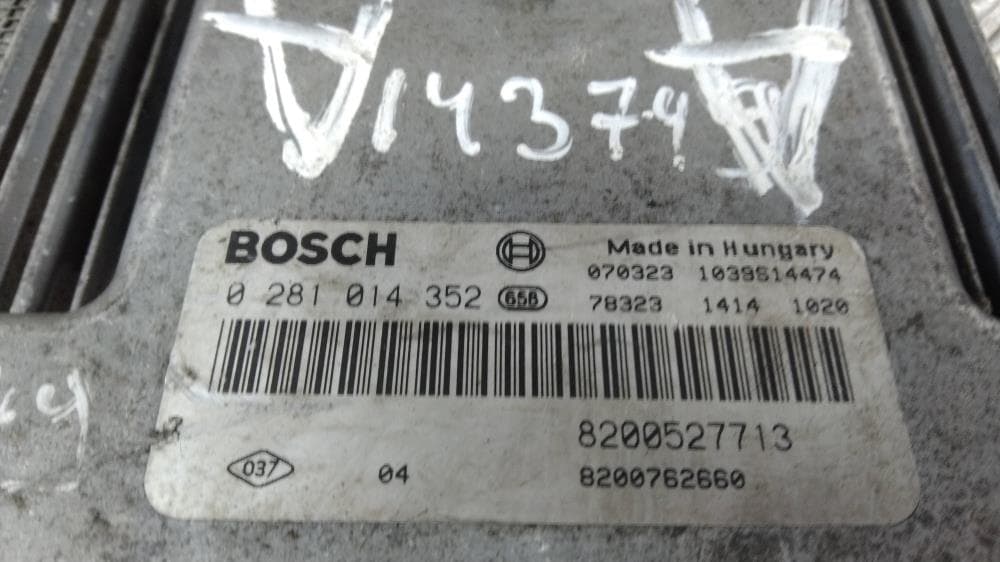 14374
BOSCH Made in Hungary
070323 1039S14474
0 281 014 352 656 78323 1414 1020
8200527713
037 04 8200762660